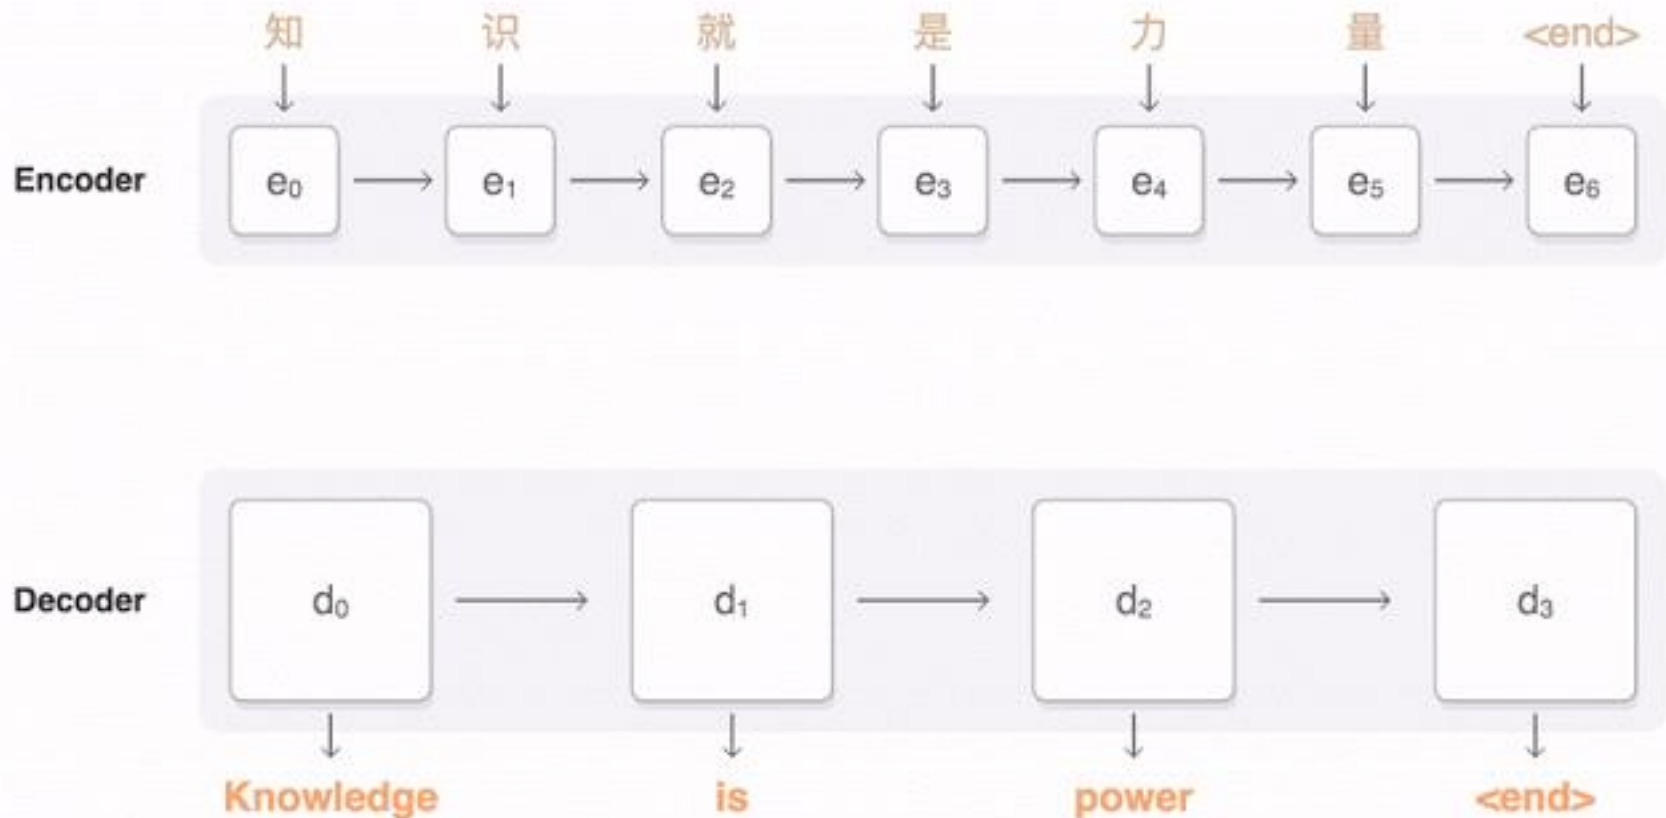 知 识 就 是 力 量 <end>
Encoder e₀ e₁ e₂ e₃ e₄ e₅ e₆
Decoder d₀ d₁ d₂ d₃
Knowledge is power <end>